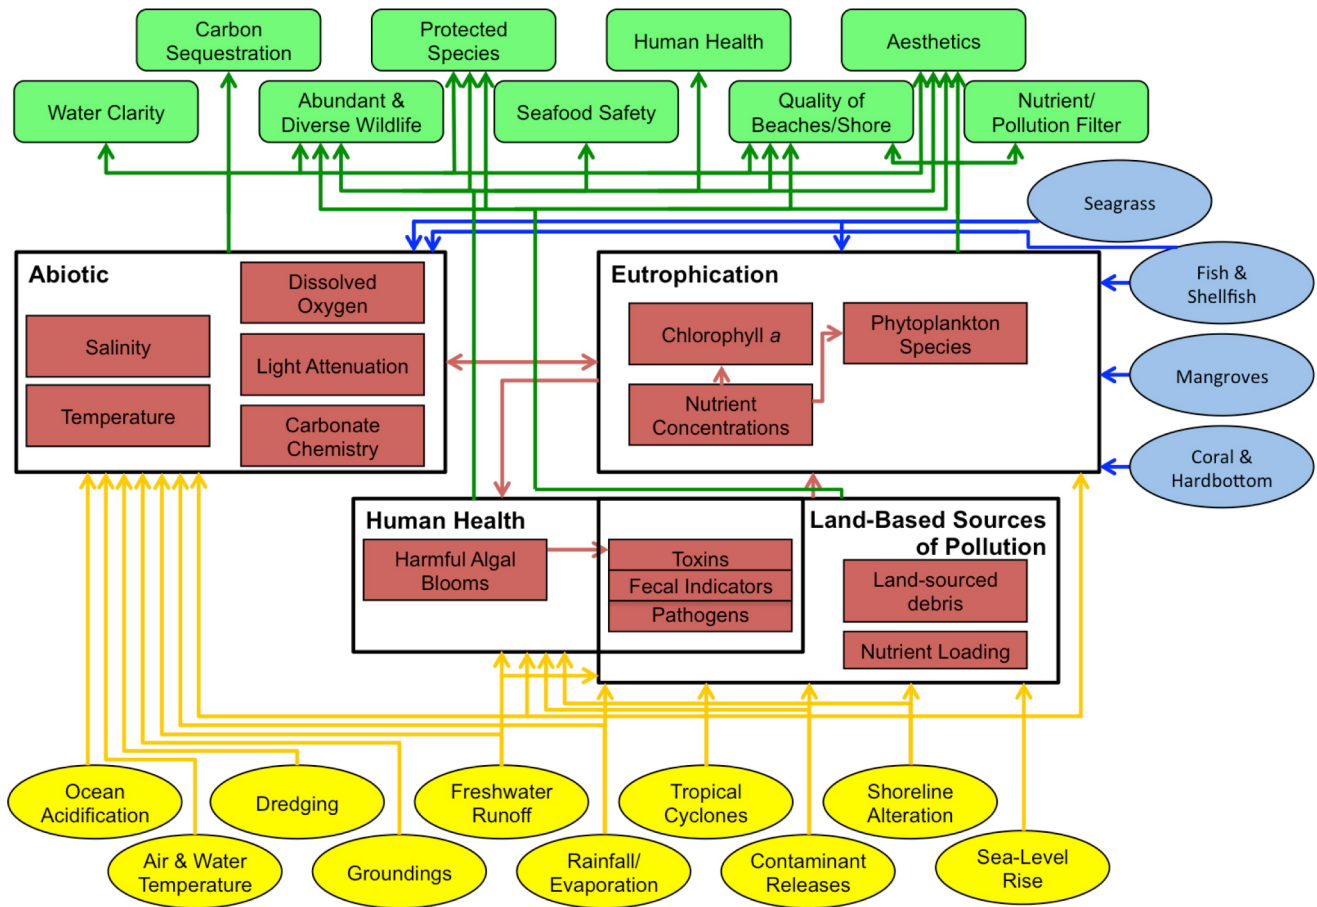 Carbon
Sequestration
Protected
Species
Human Health
Aesthetics
Water Clarity
Abundant &
Diverse Wildlife
Seafood Safety
Quality of
Beaches/Shore
Nutrient/
Pollution Filter
Seagrass
Abiotic
Dissolved
Oxygen
Salinity
Light Attenuation
Temperature
Carbonate
Chemistry
Eutrophication
Chlorophyll a
Phytoplankton
Species
Nutrient
Concentrations
Fish &
Shellfish
Mangroves
Coral &
Hardbottom
Human Health
Harmful Algal
Blooms
Toxins
Fecal Indicators
Pathogens
Land-Based Sources
of Pollution
Land-sourced
debris
Nutrient Loading
Ocean
Acidification
Dredging
Freshwater
Runoff
Tropical
Cyclones
Shoreline
Alteration
Air & Water
Temperature
Groundings
Rainfall/
Evaporation
Contaminant
Releases
Sea-Level
Rise